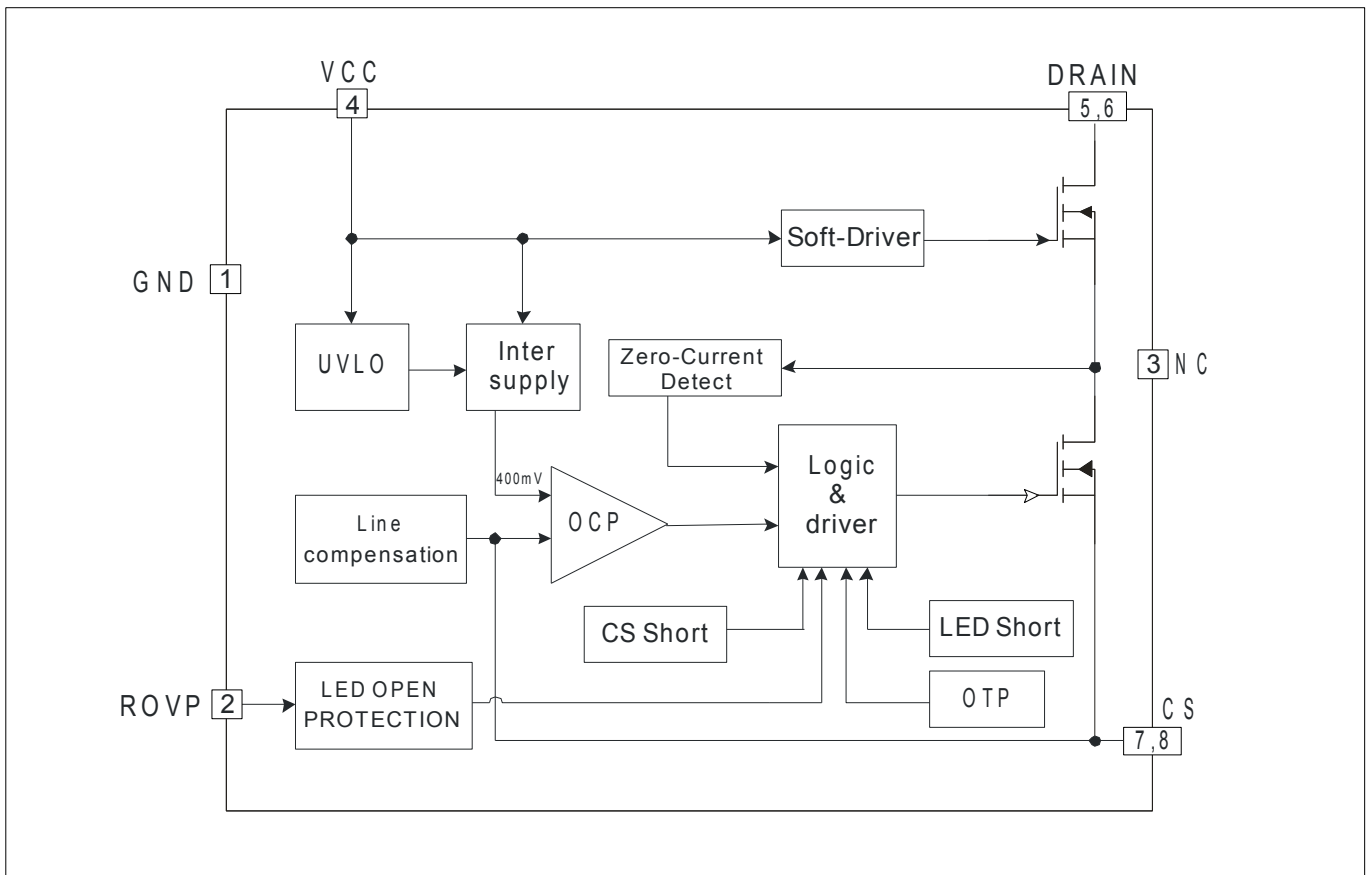 VCC
4
DRAIN
5,6
Soft-Driver
GND
1
UVLO
Inter
supply
Zero-Current
Detect
3
NC
400mV
Logic
&
driver
Line
compensation
OCP
CS Short
LED Short
ROVP
2
LED OPEN
PROTECTION
OTP
CS
7,8